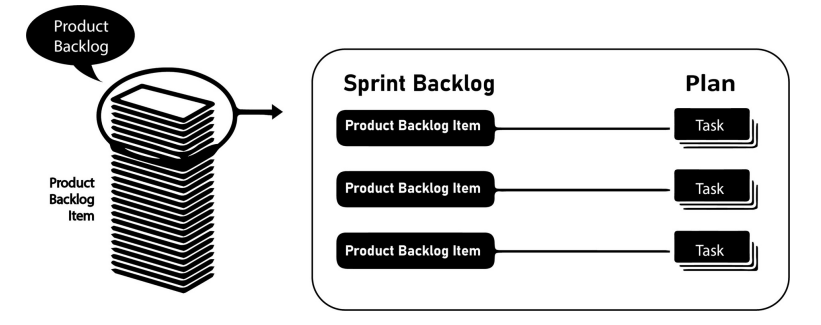 Product
Backlog
Product
Backlog
Item
Sprint Backlog
Plan
Product Backlog Item
Task
Product Backlog Item
Task
Product Backlog Item
Task